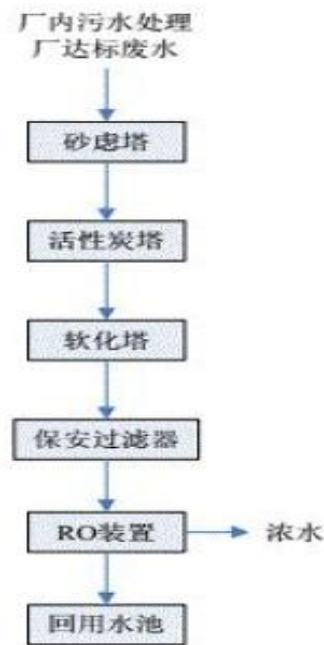 厂内污水处理
厂达标废水
砂虑塔
活性炭塔
软化塔
保安过滤器
RO装置
浓水
回用水池